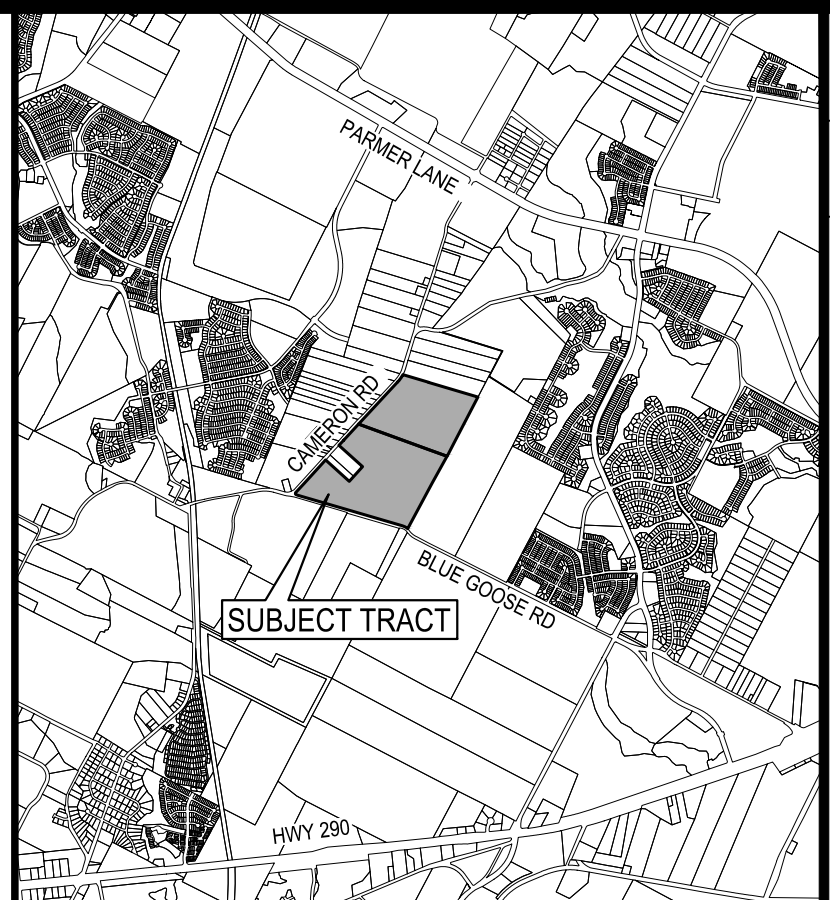 PARMER LANE
CAMERON RD
BLUE GOOSE RD
SUBJECT TRACT
HWY 290